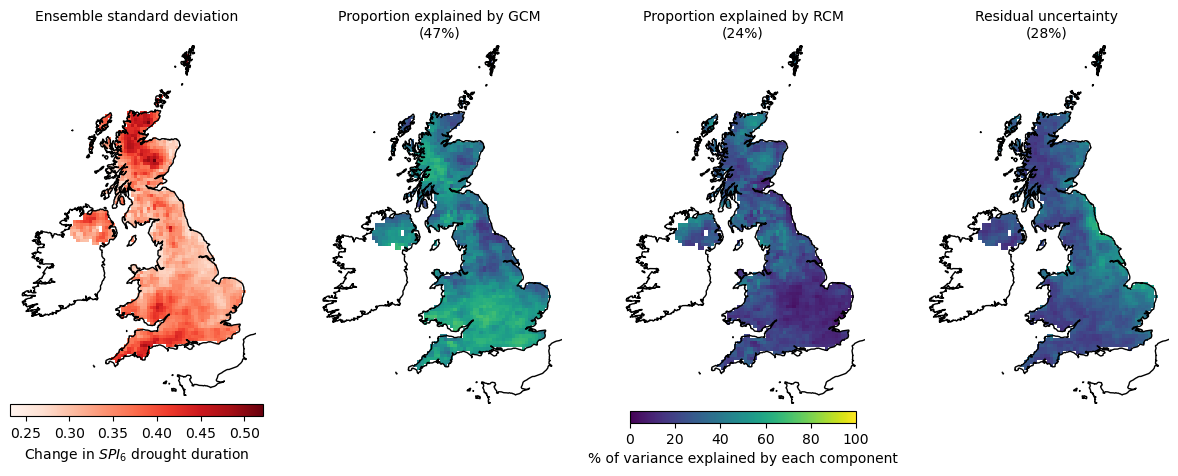 Ensemble standard deviation
Proportion explained by GCM
(47%)
Proportion explained by RCM
(24%)
Residual uncertainty
(28%)
0.25 0.30 0.35 0.40 0.45 0.50
Change in SPI6 drought duration
0 20 40 60 80 100
% of variance explained by each component